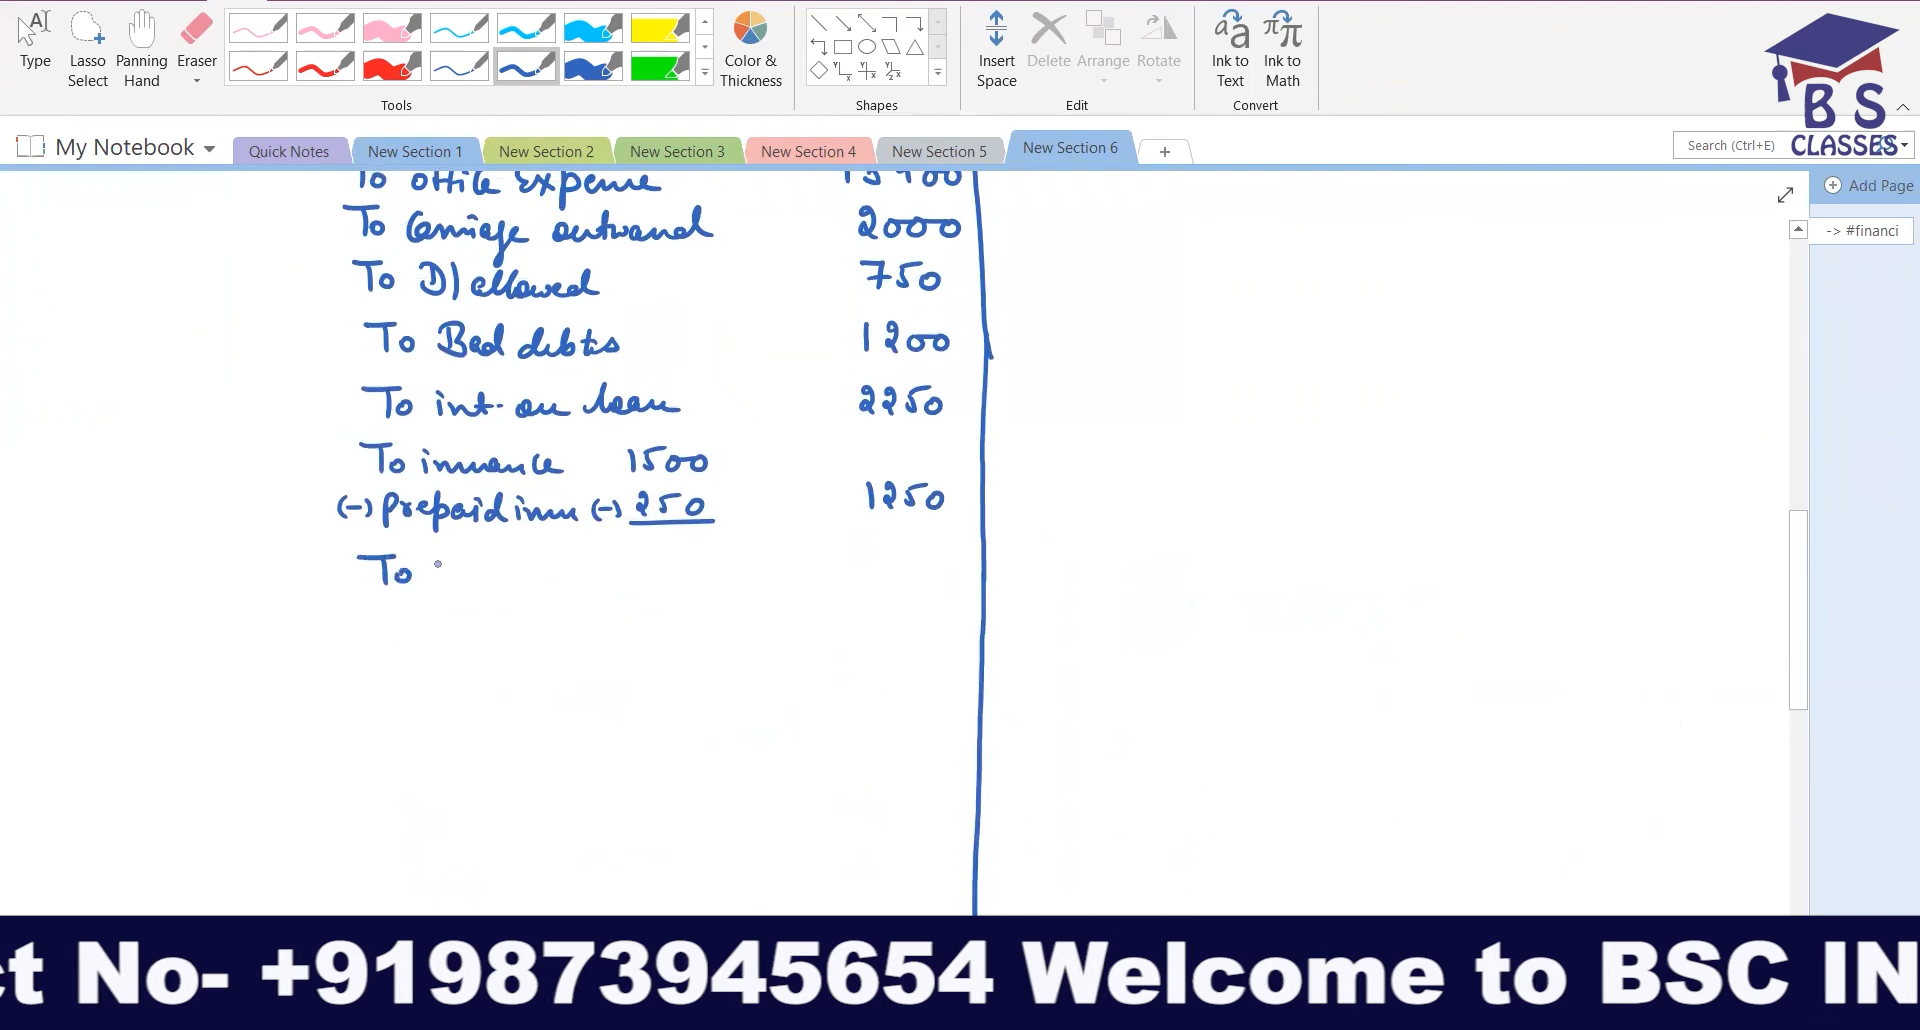 Type
Lasso Select
Panning Hand
Eraser
Color & Thickness
Insert Space
Delete
Arrange
Rotate
Ink to Text
Ink to Math
Tools
Shapes
Edit
Convert
BS CLASSES
My Notebook
Quick Notes
New Section 1
New Section 2
New Section 3
New Section 4
New Section 5
New Section 6
Search (Ctrl+E)
Add Page
-> #financi
To office Expense
To Carriage outward 2000
To D/allowed 750
To Bad debts 1200
To int. on loan 2250
To insurance 1500
(-) Prepaid insu (-) 250 1250
To
ct No- +919873945654 Welcome to BSC IN